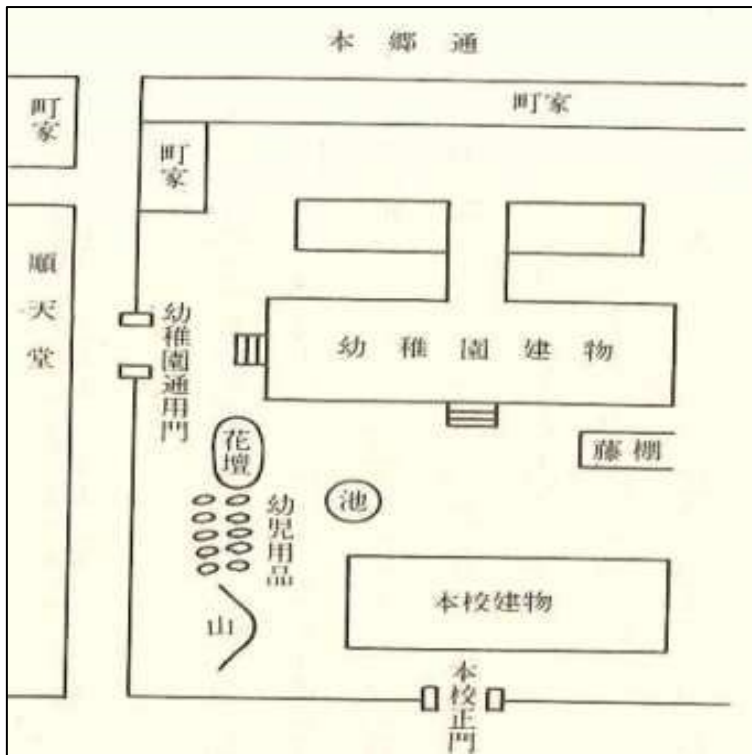 本郷通
町家
町家
町家
順天堂
幼稚園通用門
幼稚園建物
花壇
藤棚
池
幼児用品
本校建物
山
本校正門